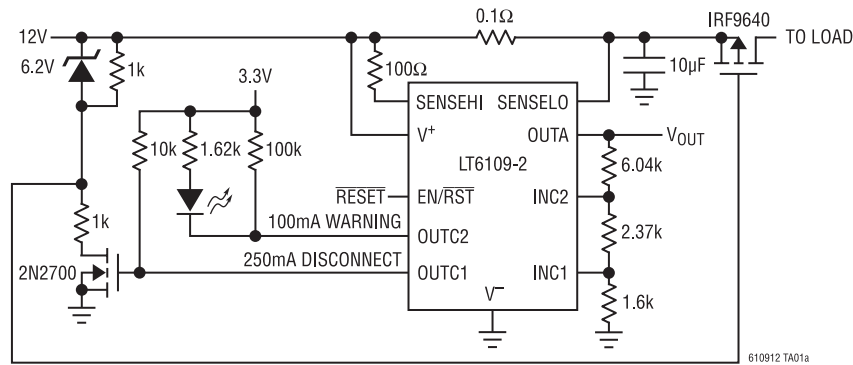 0.1Ω
IRF9640
12V
TO LOAD
6.2V
1k
100Ω
10µF
3.3V
SENSEHI
SENSELO
10k
1.62k
100k
V+
OUTA
VOUT
LT6109-2
6.04k
RESET
EN/RST
INC2
100mA WARNING
OUTC2
2.37k
1k
250mA DISCONNECT
2N2700
OUTC1
INC1
V–
1.6k
610912 TA01a